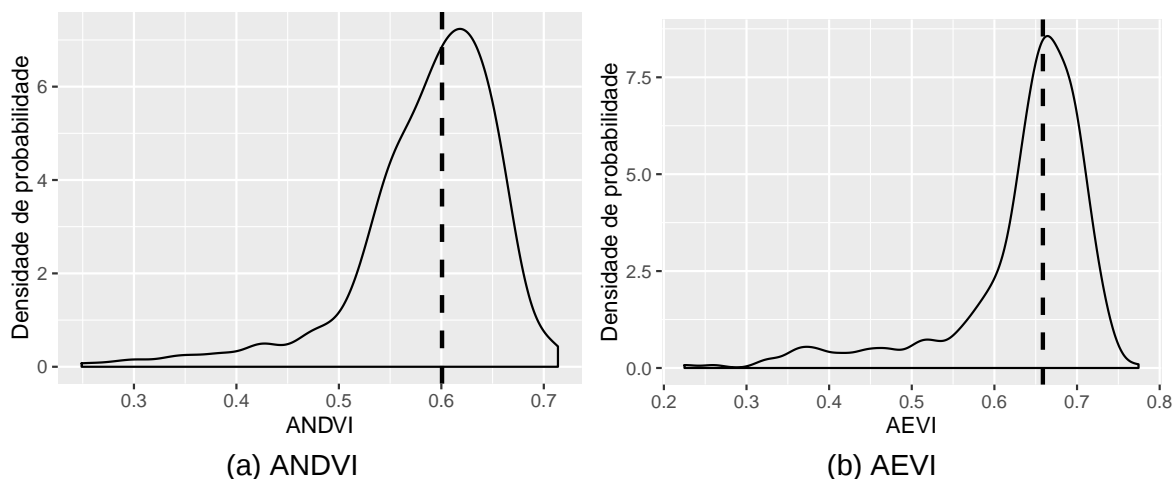 Densidade de probabilidade
6
4
2
0
0.3 0.4 0.5 0.6 0.7
ANDVI
(a) ANDVI
Densidade de probabilidade
7.5
5.0
2.5
0.0
0.2 0.3 0.4 0.5 0.6 0.7 0.8
AEVI
(b) AEVI